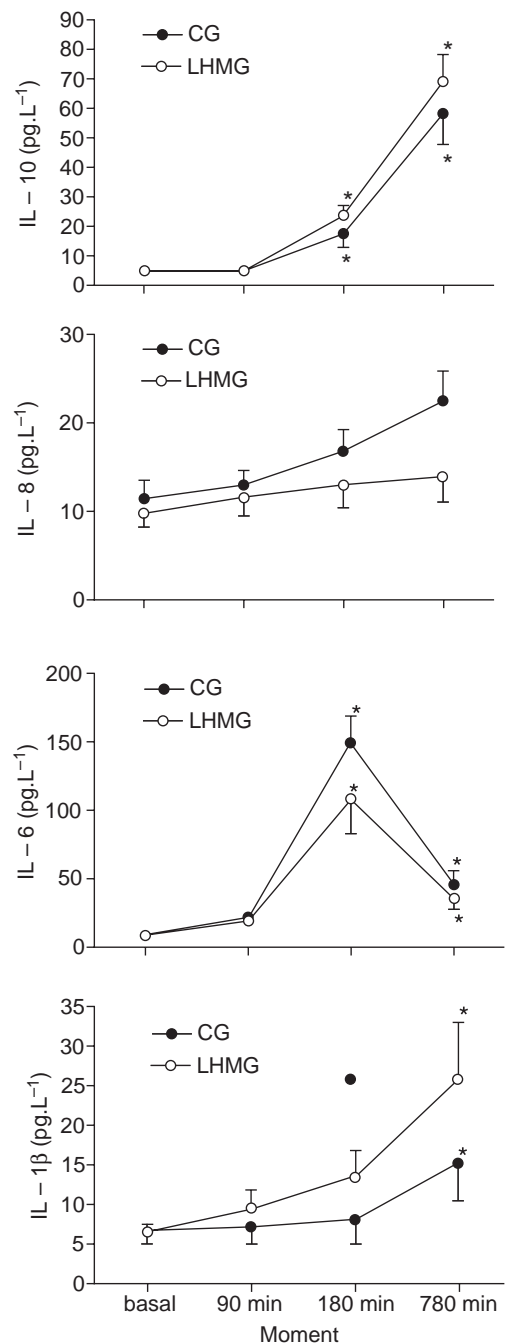 IL – 10 (pg.L⁻¹)
90
80
70
60
50
40
30
20
10
0
CG
LHMG
*
*
*
*
IL – 8 (pg.L⁻¹)
30
20
10
0
CG
LHMG
IL – 6 (pg.L⁻¹)
200
150
100
50
0
CG
LHMG
*
*
*
*
IL – 1β (pg.L⁻¹)
35
30
25
20
15
10
5
0
CG
LHMG
*
*
basal 90 min 180 min 780 min
Moment